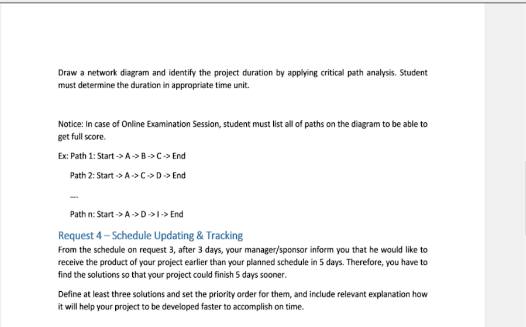 Draw a network diagram and identify the project duration by applying critical path analysis. Student
must determine the duration in appropriate time unit.
Notice: In case of Online Examination Session, student must list all of paths on the diagram to be able to
get full score.
Ex: Path 1: Start -> A -> B -> C -> End
Path 2: Start -> A -> C -> D -> End
....
Path n: Start -> A -> D -> I -> End
Request 4 – Schedule Updating & Tracking
From the schedule on request 3, after 3 days, your manager/sponsor inform you that he would like to
receive the product of your project earlier than your planned schedule in 5 days. Therefore, you have to
find the solutions so that your project could finish 5 days sooner.
Define at least three solutions and set the priority order for them, and include relevant explanation how
it will help your project to be developed faster to accomplish on time.